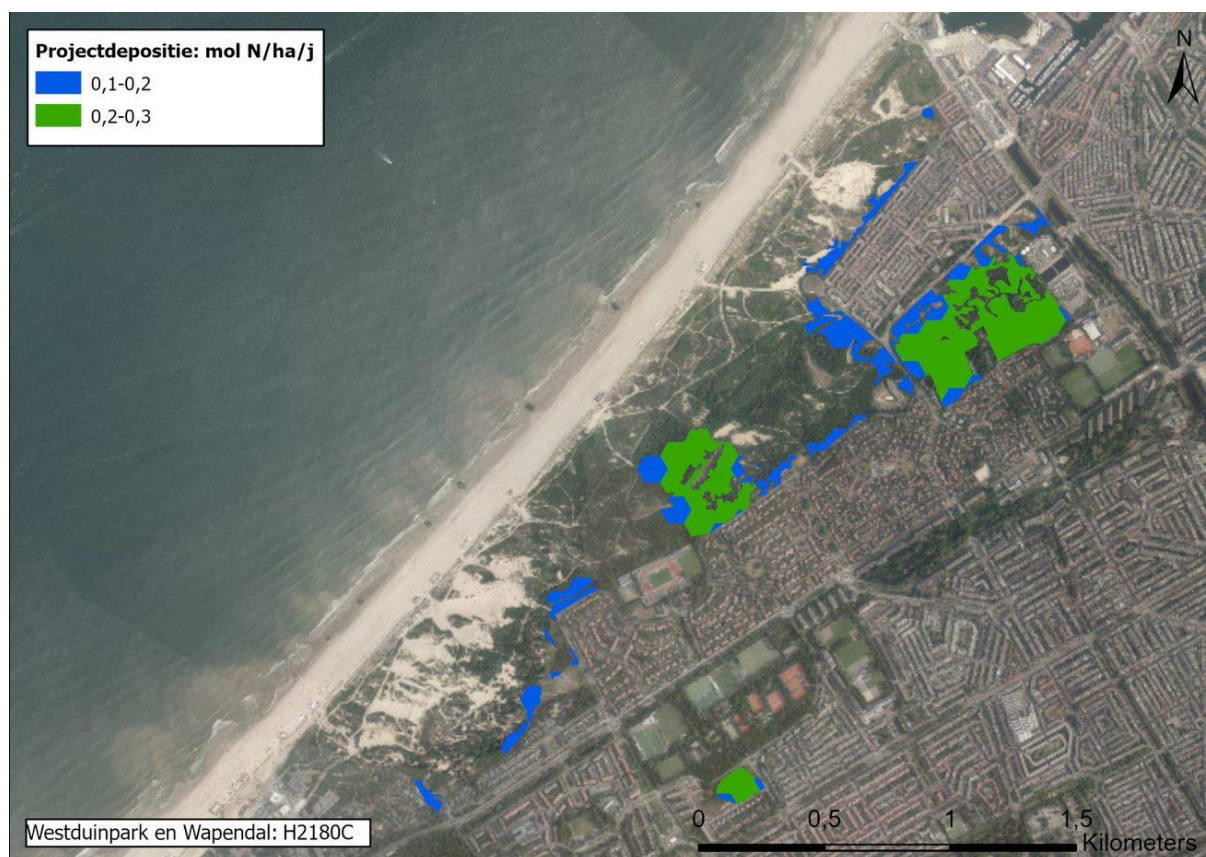 Projectdepositie: mol N/ha/j
0,1-0,2
0,2-0,3
N
Westduinpark en Wapendal: H2180C
0 0,5 1 1,5
Kilometers